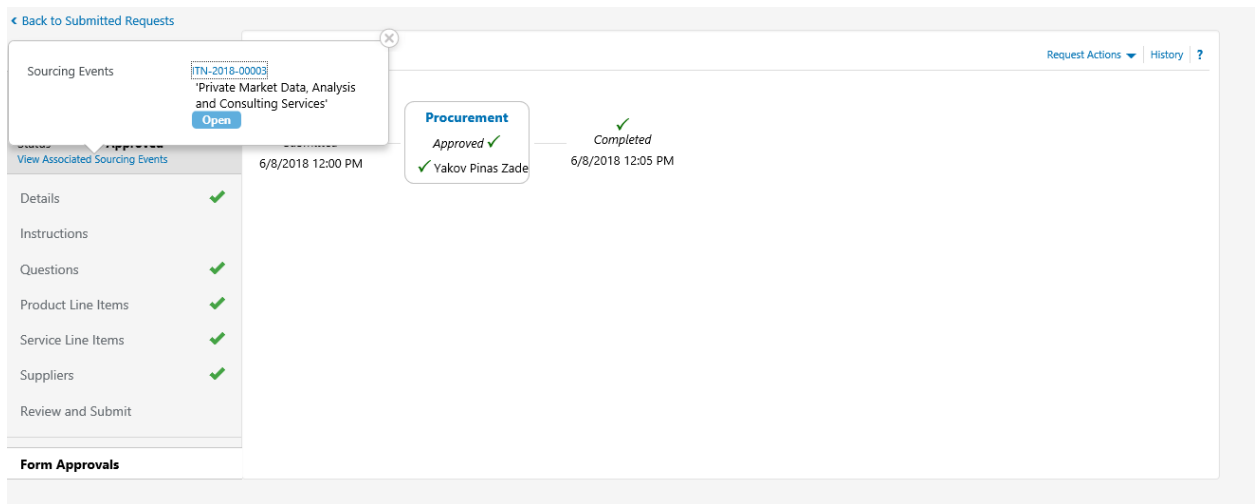 Back to Submitted Requests
Request Actions
History
?
Sourcing Events
ITN-2018-00003
'Private Market Data, Analysis
and Consulting Services'
Open
Status
Approved
View Associated Sourcing Events
Submitted
6/8/2018 12:00 PM
Procurement
Approved
Yakov Pinas Zade
Completed
6/8/2018 12:05 PM
Details
Instructions
Questions
Product Line Items
Service Line Items
Suppliers
Review and Submit
Form Approvals